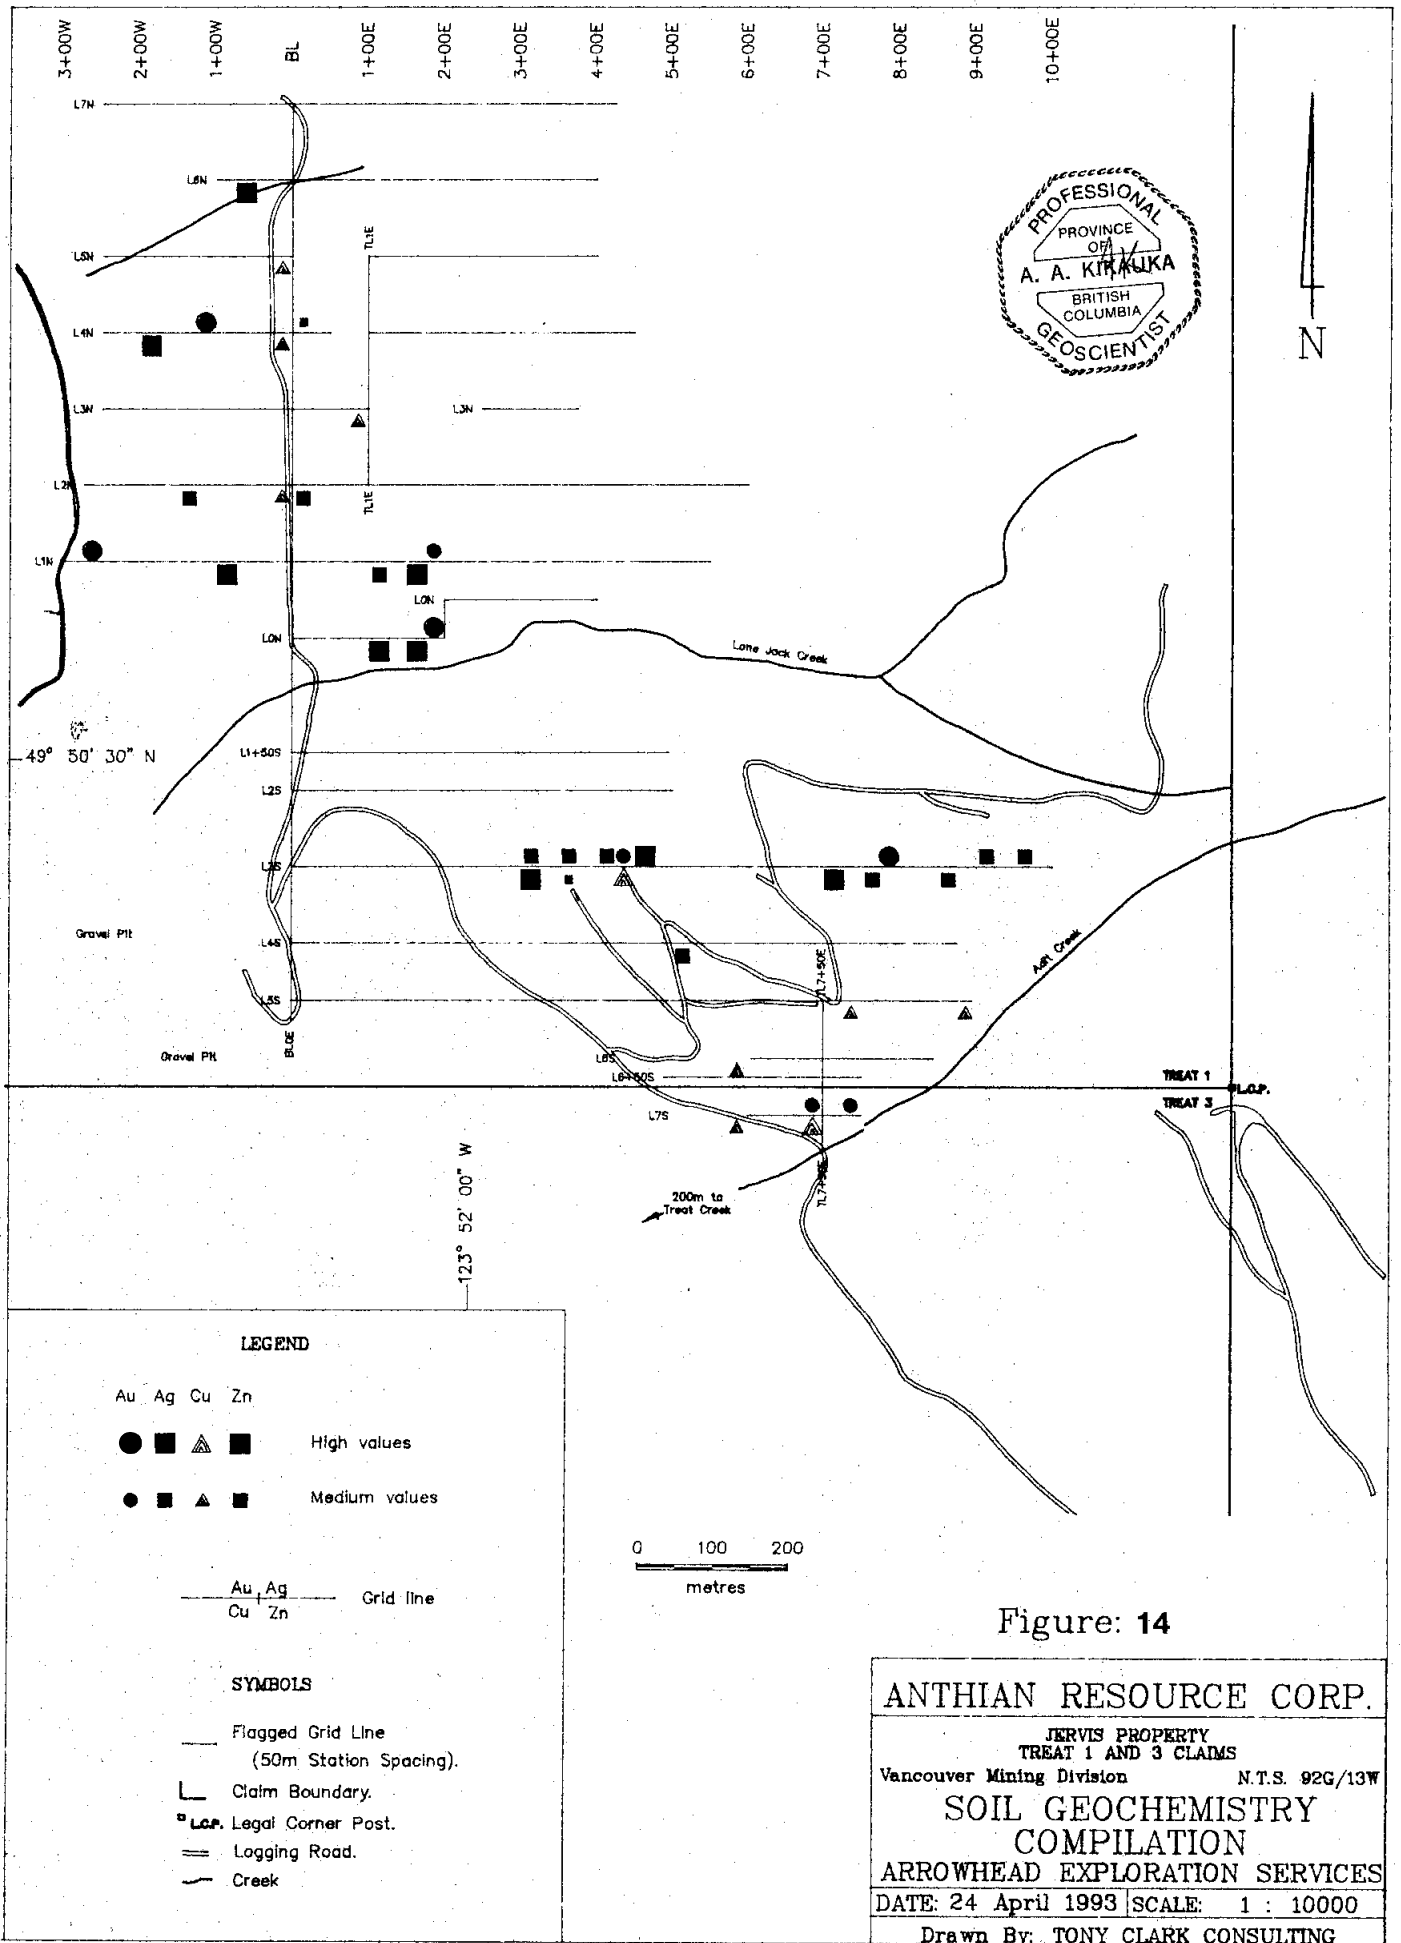 3+00W
2+00W
1+00W
BL
1+00E
2+00E
3+00E
4+00E
5+00E
6+00E
7+00E
8+00E
9+00E
10+00E
L7N
L6N
L5N
TL1E
L4N
L3N
L3N
L2N
TL1E
L1N
L0N
L0N
PROFESSIONAL
PROVINCE
OF
A. A. KIKAUKA
BRITISH
COLUMBIA
GEOSCIENTIST
N
Lone Jack Creek
49° 50' 30" N
L1+50S
L2S
L3S
L4S
L5S
Gravel Pit
Gravel Pit
BL0E
TL7+50E
Adit Creek
L6S
L6+50S
L7S
TREAT 1
L.C.P.
TREAT 3
TL7+50E
200m to
Treat Creek
123° 52' 00" W
LEGEND
Au Ag Cu Zn
High values
Medium values
Au Ag
Cu Zn
Grid line
SYMBOLS
Flagged Grid Line
(50m Station Spacing).
Claim Boundary.
L.C.P. Legal Corner Post.
Logging Road.
Creek
0 100 200
metres
Figure: 14
ANTHIAN RESOURCE CORP.
JERVIS PROPERTY
TREAT 1 AND 3 CLAIMS
Vancouver Mining Division N.T.S. 92G/13W
SOIL GEOCHEMISTRY
COMPILATION
ARROWHEAD EXPLORATION SERVICES
DATE: 24 April 1993 SCALE: 1 : 10000
Drawn By: TONY CLARK CONSULTING